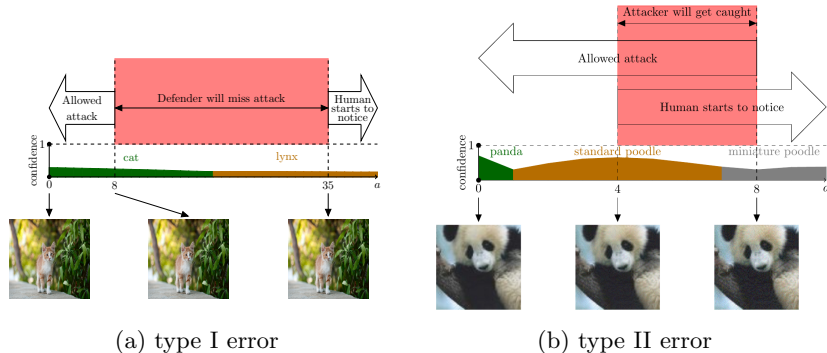 Attacker will get caught
Allowed attack
Human starts to notice
Allowed
attack
Defender will miss attack
Human
starts to
notice
confidence
1
cat
lynx
0
8
35
a
confidence
1
panda
standard poodle
miniature poodle
0
4
8
(a) type I error
(b) type II error